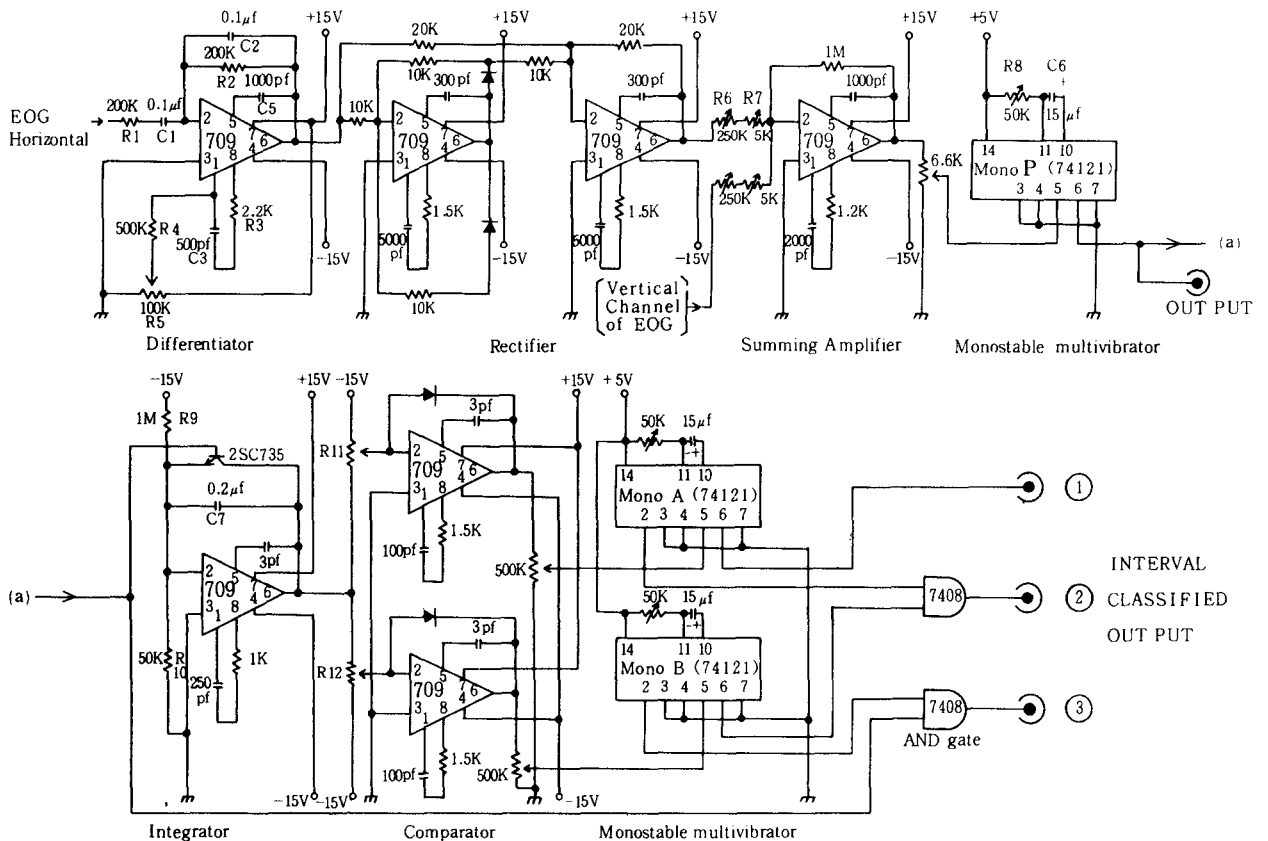 0.1μf
C2
200K
R2
1000pf
C5
+15V
EOG
Horizontal
200K
R1
0.1μf
C1
2
5
709
7
4
6
3
1
8
2.2K
R3
500K
R4
500pf
C3
100K
R5
-15V
Differentiator
20K
10K
10K
10K
300pf
+15V
2
5
709
7
4
6
3
1
8
1.5K
5000
pf
10K
-15V
Rectifier
20K
300pf
+15V
2
5
709
7
4
6
3
1
8
1.5K
5000
pf
-15V
Vertical
Channel
of EOG
R6
R7
250K
5K
250K
5K
1M
1000pf
+15V
2
5
709
7
4
6
3
1
8
1.2K
2000
pf
-15V
6.6K
Summing Amplifier
+5V
R8
50K
C6
+
15μf
14
11
10
Mono P (74121)
3 4 5 6 7
(a)
OUT PUT
Monostable multivibrator
-15V
1M
R9
2SC735
0.2μf
C7
3pf
+15V
(a)
2
5
709
7
4
6
3
1
8
50K
R
10
250
pf
1K
-15V
Integrator
-15V
R11
R12
-15V
3pf
+15V
2
5
709
7
4
6
3
1
8
1.5K
100pf
500K
3pf
2
5
709
7
4
6
3
1
8
1.5K
100pf
500K
-15V
Comparator
+5V
50K
15μf
-+
14
11
10
Mono A (74121)
2 3 4 5 6 7
50K
15μf
-+
14
11
10
Mono B (74121)
2 3 4 5 6 7
Monostable multivibrator
7408
7408
AND gate
1
2
3
INTERVAL
CLASSIFIED
OUT PUT